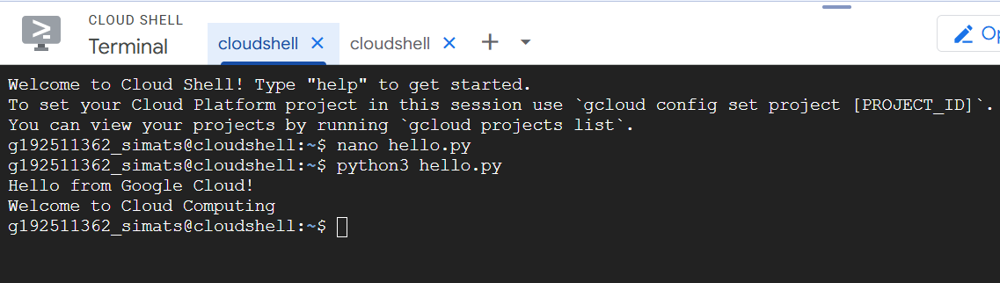 CLOUD SHELL
Terminal
cloudshell
cloudshell
Welcome to Cloud Shell! Type "help" to get started.
To set your Cloud Platform project in this session use `gcloud config set project [PROJECT_ID]`.
You can view your projects by running `gcloud projects list`.
g192511362_simats@cloudshell:~$ nano hello.py
g192511362_simats@cloudshell:~$ python3 hello.py
Hello from Google Cloud!
Welcome to Cloud Computing
g192511362_simats@cloudshell:~$